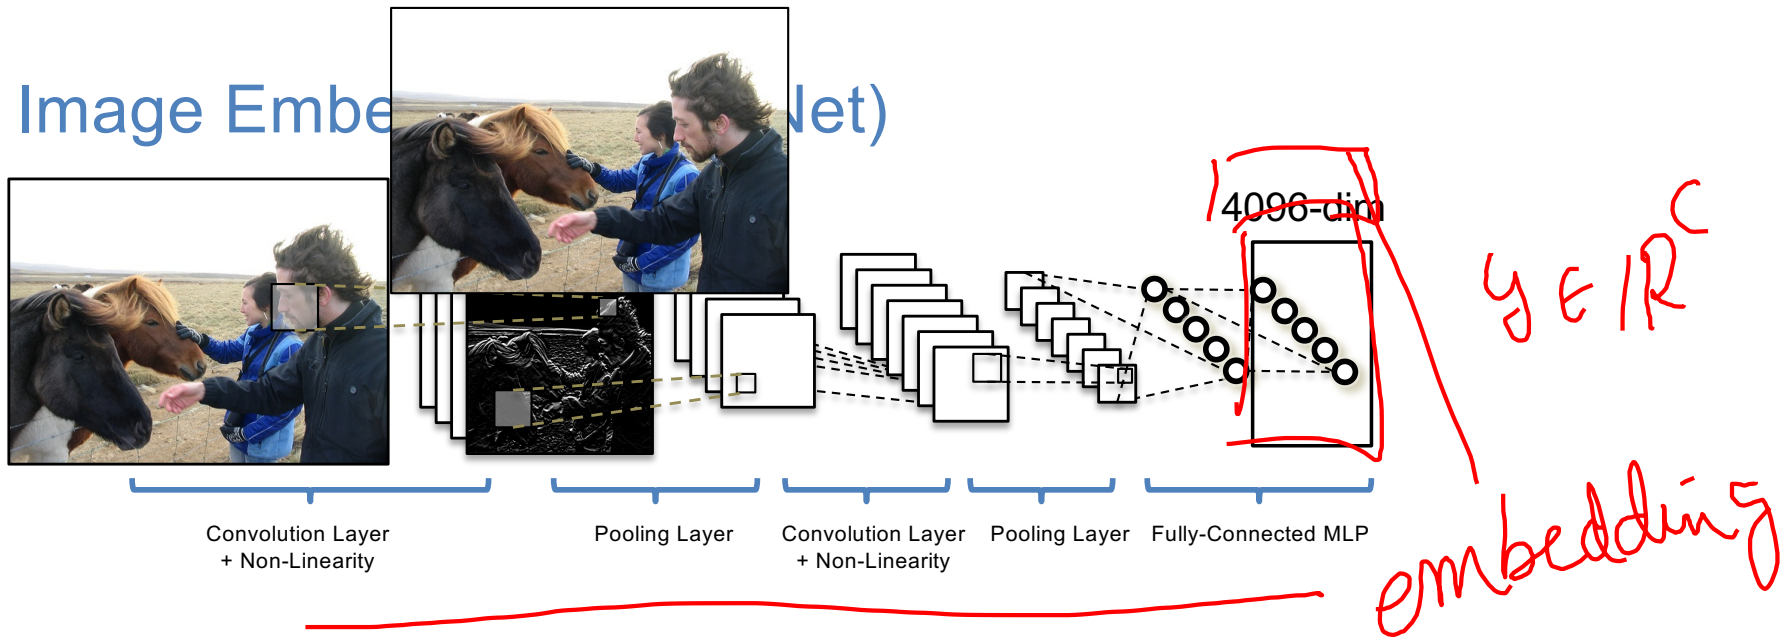 Image Embe Net)
4096-dim
y ∈ ℝ^C
Convolution Layer
+ Non-Linearity
Pooling Layer
Convolution Layer
+ Non-Linearity
Pooling Layer
Fully-Connected MLP
embedding